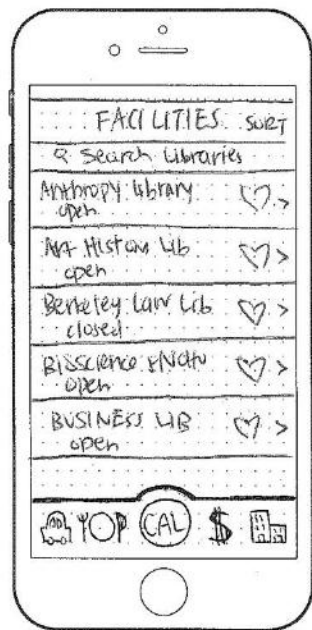 FACILITIES SORT
Search Libraries
Anthropy Library
open
Art History Lib
open
Berkeley Law Lib
closed
Bioscience &
open
BUSINESS LIB
open
CAL
$